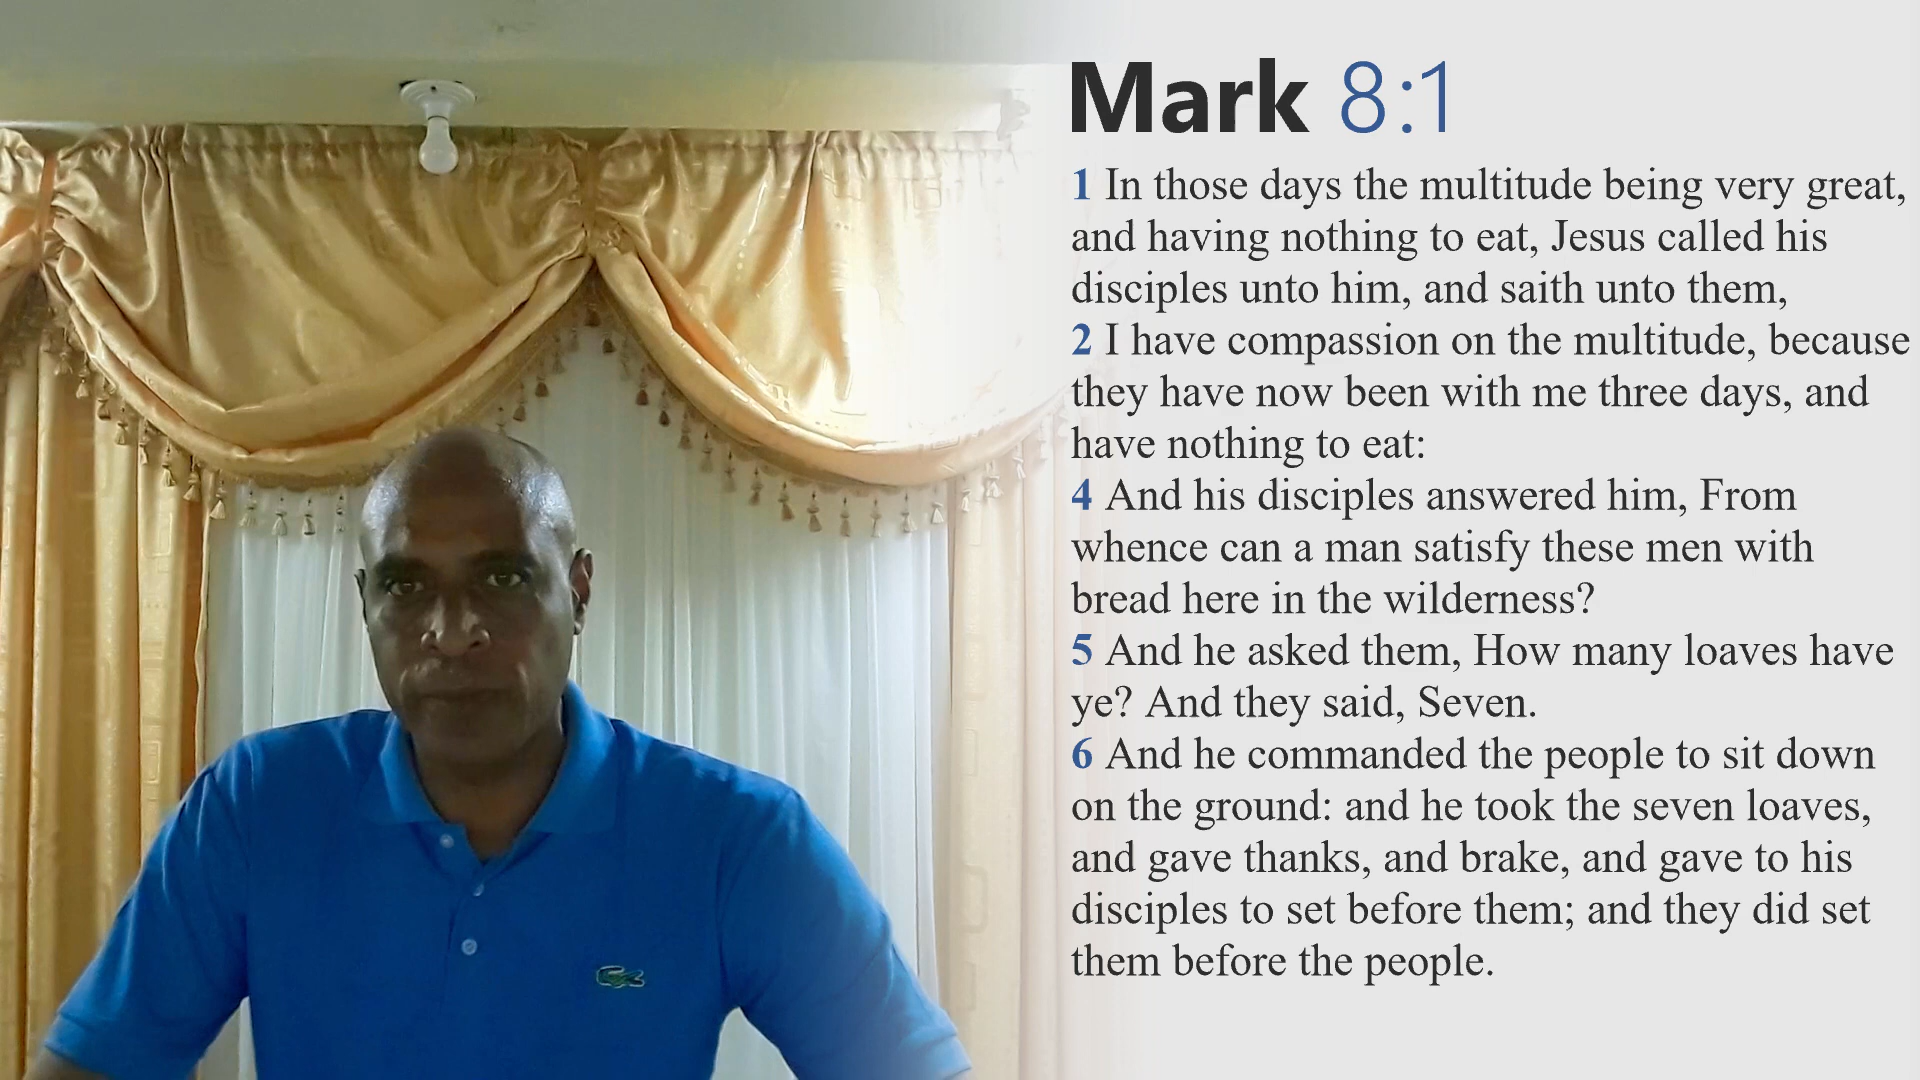 Mark 8:1
1 In those days the multitude being very great,
and having nothing to eat, Jesus called his
disciples unto him, and saith unto them,
2 I have compassion on the multitude, because
they have now been with me three days, and
have nothing to eat:
4 And his disciples answered him, From
whence can a man satisfy these men with
bread here in the wilderness?
5 And he asked them, How many loaves have
ye? And they said, Seven.
6 And he commanded the people to sit down
on the ground: and he took the seven loaves,
and gave thanks, and brake, and gave to his
disciples to set before them; and they did set
them before the people.